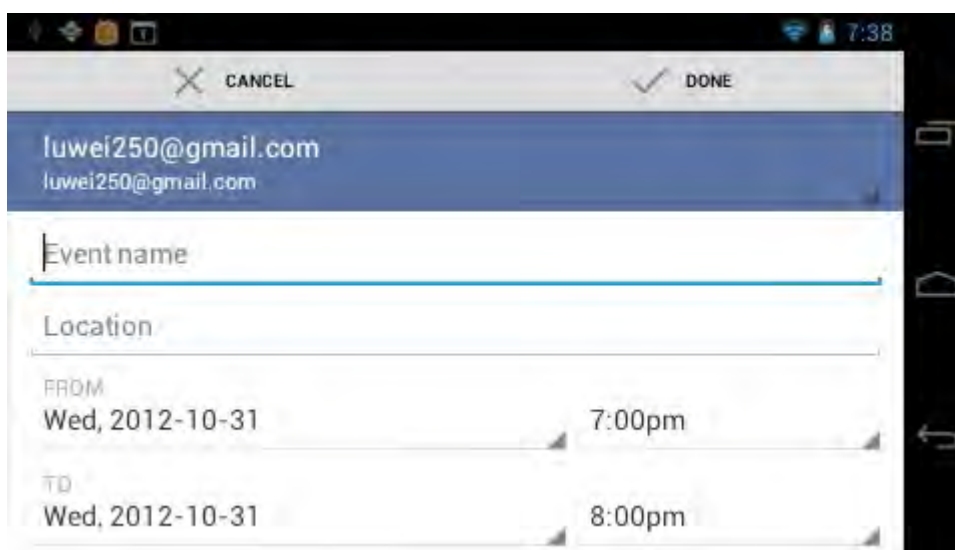 7:38
CANCEL DONE
luwei250@gmail.com
luwei250@gmail.com
Event name
Location
FROM
Wed, 2012-10-31 7:00pm
TO
Wed, 2012-10-31 8:00pm